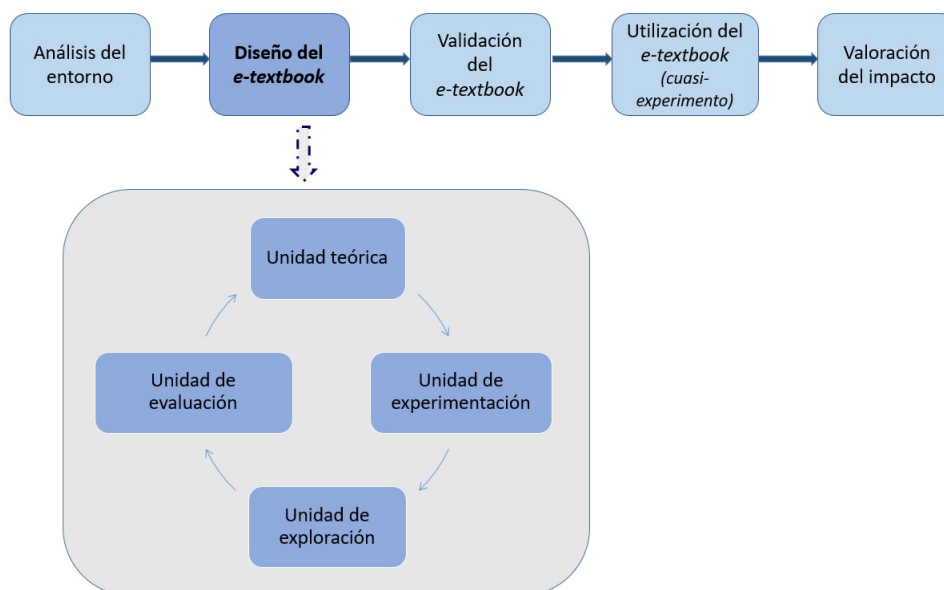 Análisis del
entorno
Diseño del
e-textbook
Validación
del
e-textbook
Utilización del
e-textbook
(cuasi-
experimento)
Valoración
del impacto
Unidad teórica
Unidad de
evaluación
Unidad de
experimentación
Unidad de
exploración